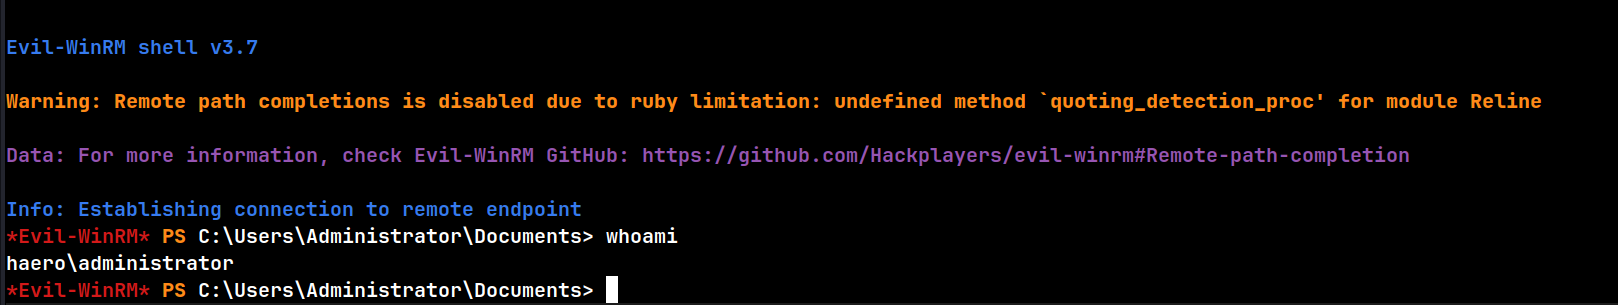 Evil-WinRM shell v3.7
Warning: Remote path completions is disabled due to ruby limitation: undefined method `quoting_detection_proc' for module Reline
Data: For more information, check Evil-WinRM GitHub: https://github.com/Hackplayers/evil-winrm#Remote-path-completion
Info: Establishing connection to remote endpoint
*Evil-WinRM* PS C:\Users\Administrator\Documents> whoami
haero\administrator
*Evil-WinRM* PS C:\Users\Administrator\Documents>